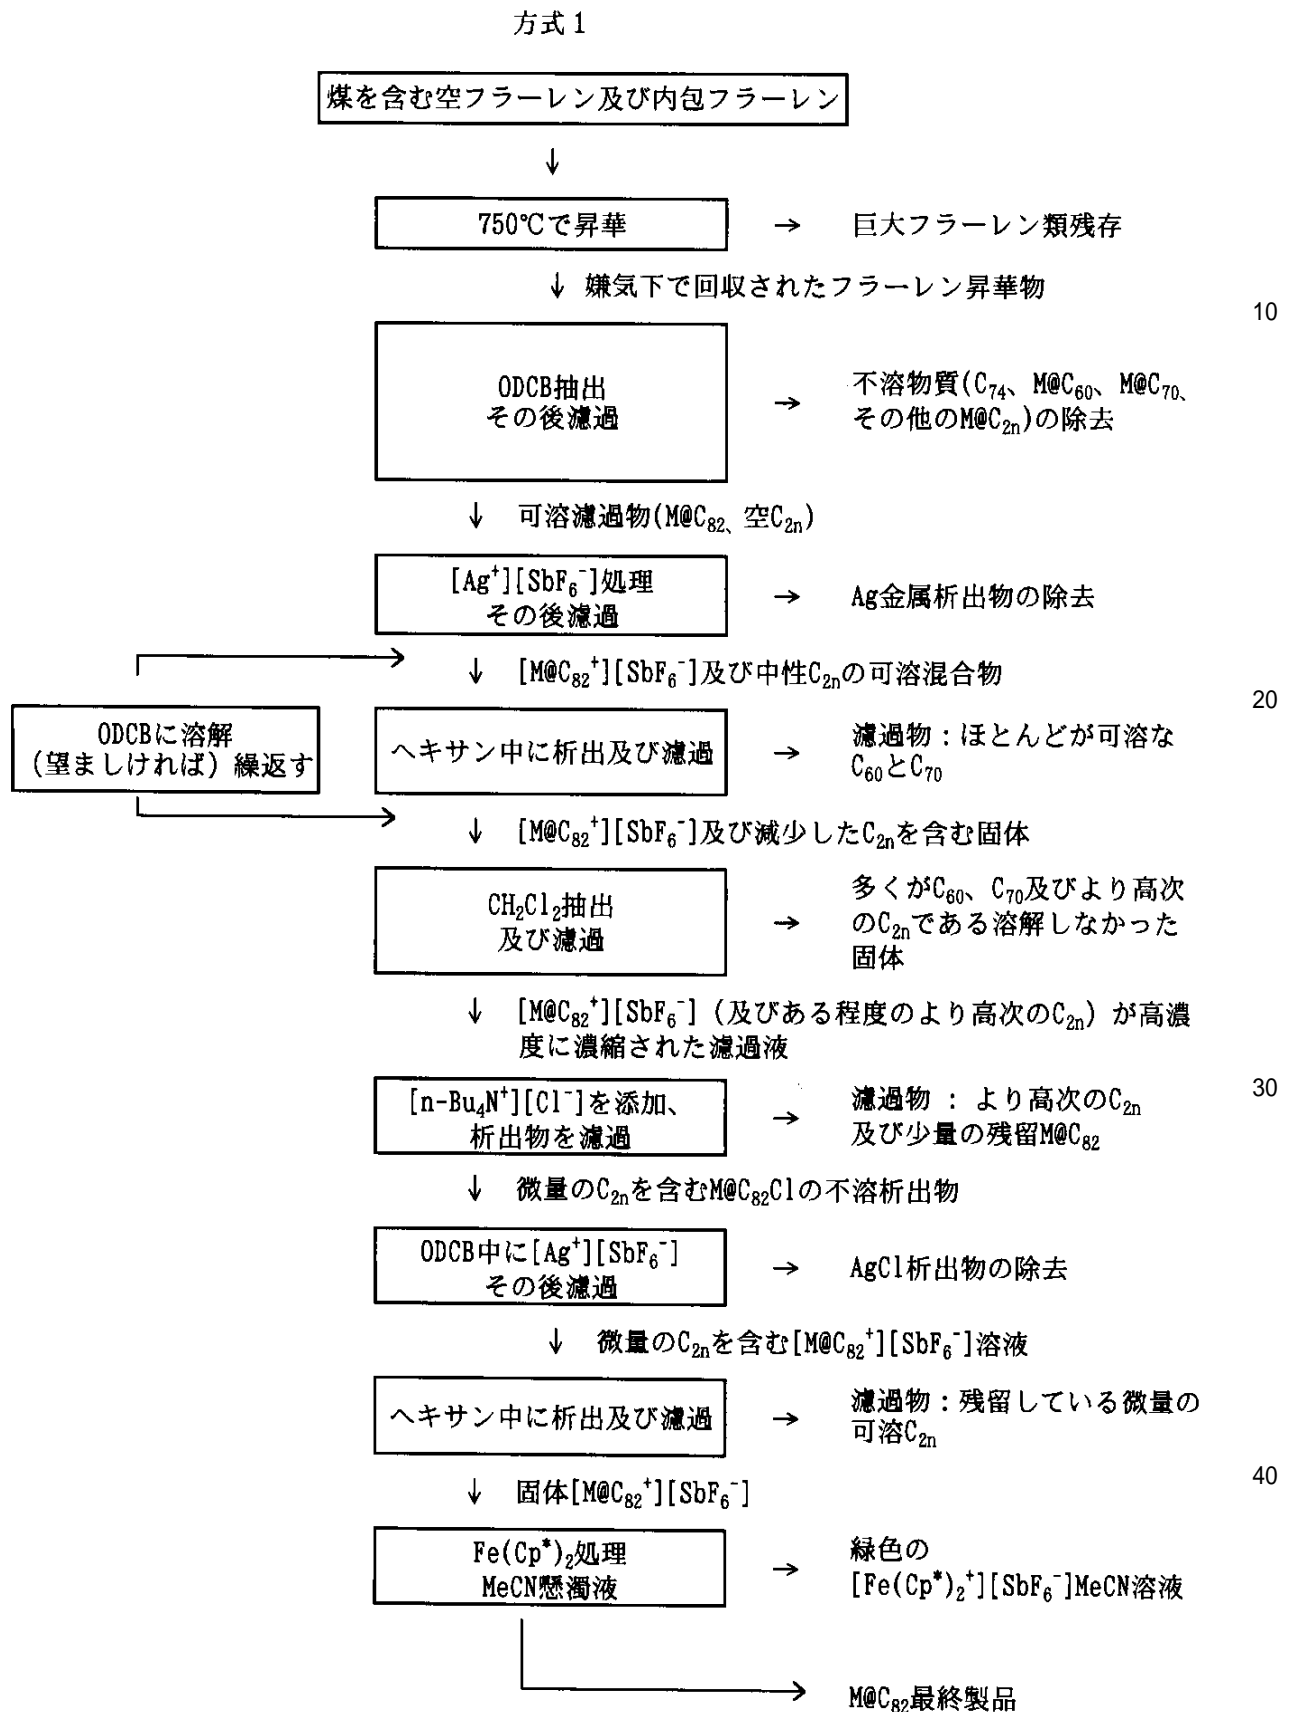 方式1
煤を含む空フラーレン及び内包フラーレン
↓
750℃で昇華 → 巨大フラーレン類残存
↓ 嫌気下で回収されたフラーレン昇華物
10
ODCB抽出
その後濾過
→
不溶物質(C74、M@C60、M@C70、
その他のM@C2n)の除去
↓ 可溶濾過物(M@C82、空C2n)
[Ag+][SbF6-]処理
その後濾過
→ Ag金属析出物の除去
↓ [M@C82+][SbF6-]及び中性C2nの可溶混合物
20
ODCBに溶解
(望ましければ)繰返す
ヘキサン中に析出及び濾過 →
濾過物:ほとんどが可溶な
C60とC70
↓ [M@C82+][SbF6-]及び減少したC2nを含む固体
CH2Cl2抽出
及び濾過
→
多くがC60、C70及びより高次
のC2nである溶解しなかった
固体
↓ [M@C82+][SbF6-](及びある程度のより高次のC2n)が高濃
度に濃縮された濾過液
30
[n-Bu4N+][Cl-]を添加、
析出物を濾過
→
濾過物 : より高次のC2n
及び少量の残留M@C82
↓ 微量のC2nを含むM@C82Clの不溶析出物
ODCB中に[Ag+][SbF6-]
その後濾過
→ AgCl析出物の除去
↓ 微量のC2nを含む[M@C82+][SbF6-]溶液
ヘキサン中に析出及び濾過 →
濾過物:残留している微量の
可溶C2n
↓ 固体[M@C82+][SbF6-]
40
Fe(Cp*)2処理
MeCN懸濁液
→
緑色の
[Fe(Cp*)2+][SbF6-]MeCN溶液
M@C82最終製品